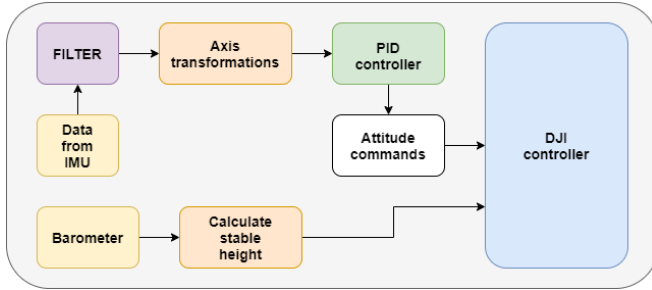 FILTER
Axis
transformations
PID
controller
Data
from
IMU
Attitude
commands
DJI
controller
Barometer
Calculate
stable
height